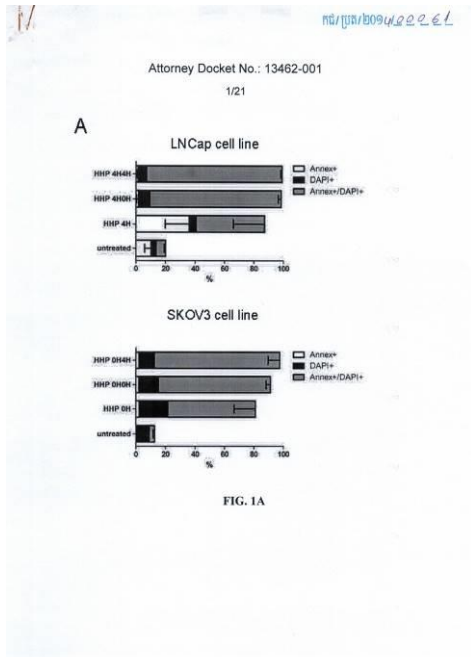 Attorney Docket No.: 13462-001
1/21
A
LNCap cell line
HHP 4H4H
HHP 4H0H
HHP 4H
untreated
0 20 40 60 80 100
%
Annex+
DAPI+
Annex+/DAPI+
SKOV3 cell line
HHP 0H4H
HHP 0H0H
HHP 0H
untreated
0 20 40 60 80 100
%
Annex+
DAPI+
Annex+/DAPI+
FIG. 1A